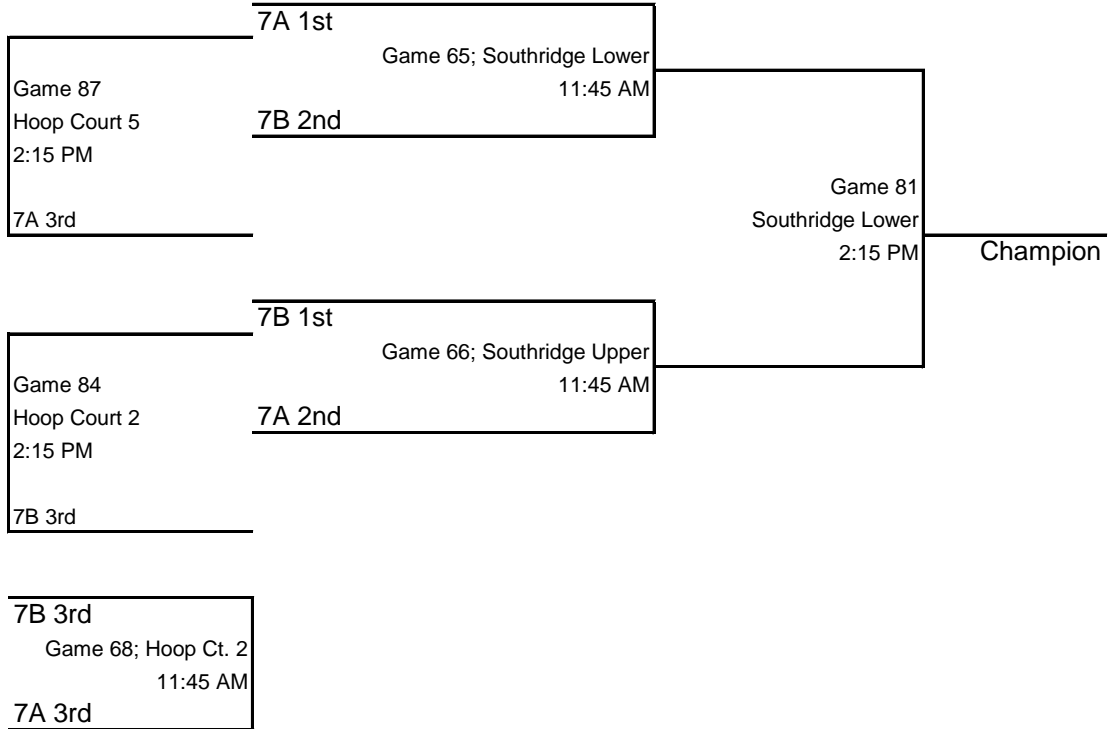 7A 1st
Game 65; Southridge Lower
Game 87
11:45 AM
Hoop Court 5
7B 2nd
2:15 PM
Game 81
7A 3rd
Southridge Lower
2:15 PM
Champion
7B 1st
Game 66; Southridge Upper
Game 84
11:45 AM
Hoop Court 2
7A 2nd
2:15 PM
7B 3rd
7B 3rd
Game 68; Hoop Ct. 2
11:45 AM
7A 3rd